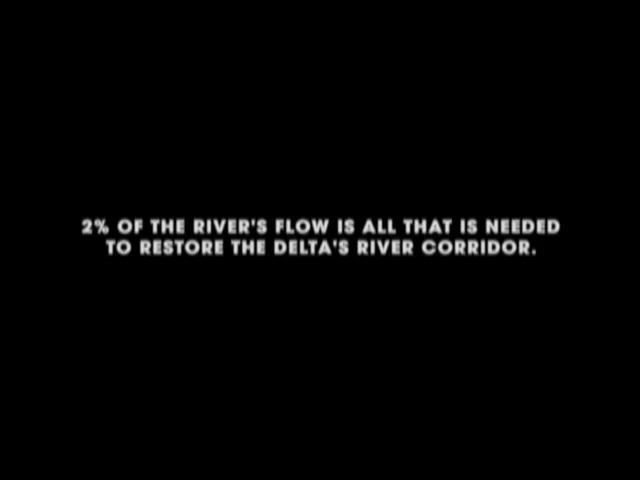 2% OF THE RIVER'S FLOW IS ALL THAT IS NEEDED
TO RESTORE THE DELTA'S RIVER CORRIDOR.